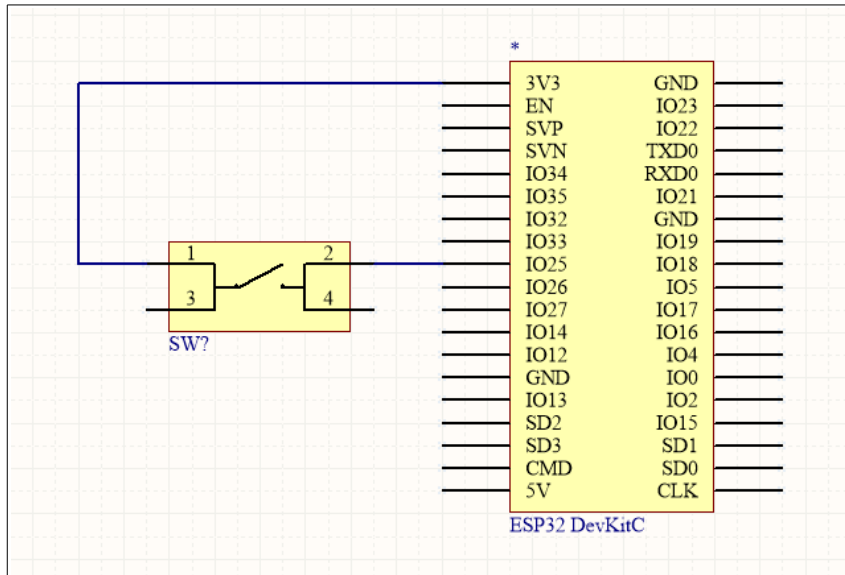 *
3V3 GND
EN IO23
SVP IO22
SVN TXD0
IO34 RXD0
IO35 IO21
IO32 GND
IO33 IO19
1 2 IO25 IO18
IO26 IO5
3 4 IO27 IO17
IO14 IO16
SW?
IO12 IO4
GND IO0
IO13 IO2
SD2 IO15
SD3 SD1
CMD SD0
5V CLK
ESP32 DevKitC